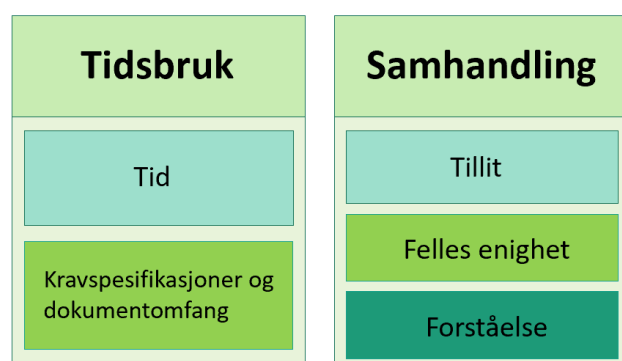 Tidsbruk
Tid
Kravspesifikasjoner og
dokumentomfang
Samhandling
Tillit
Felles enighet
Forståelse